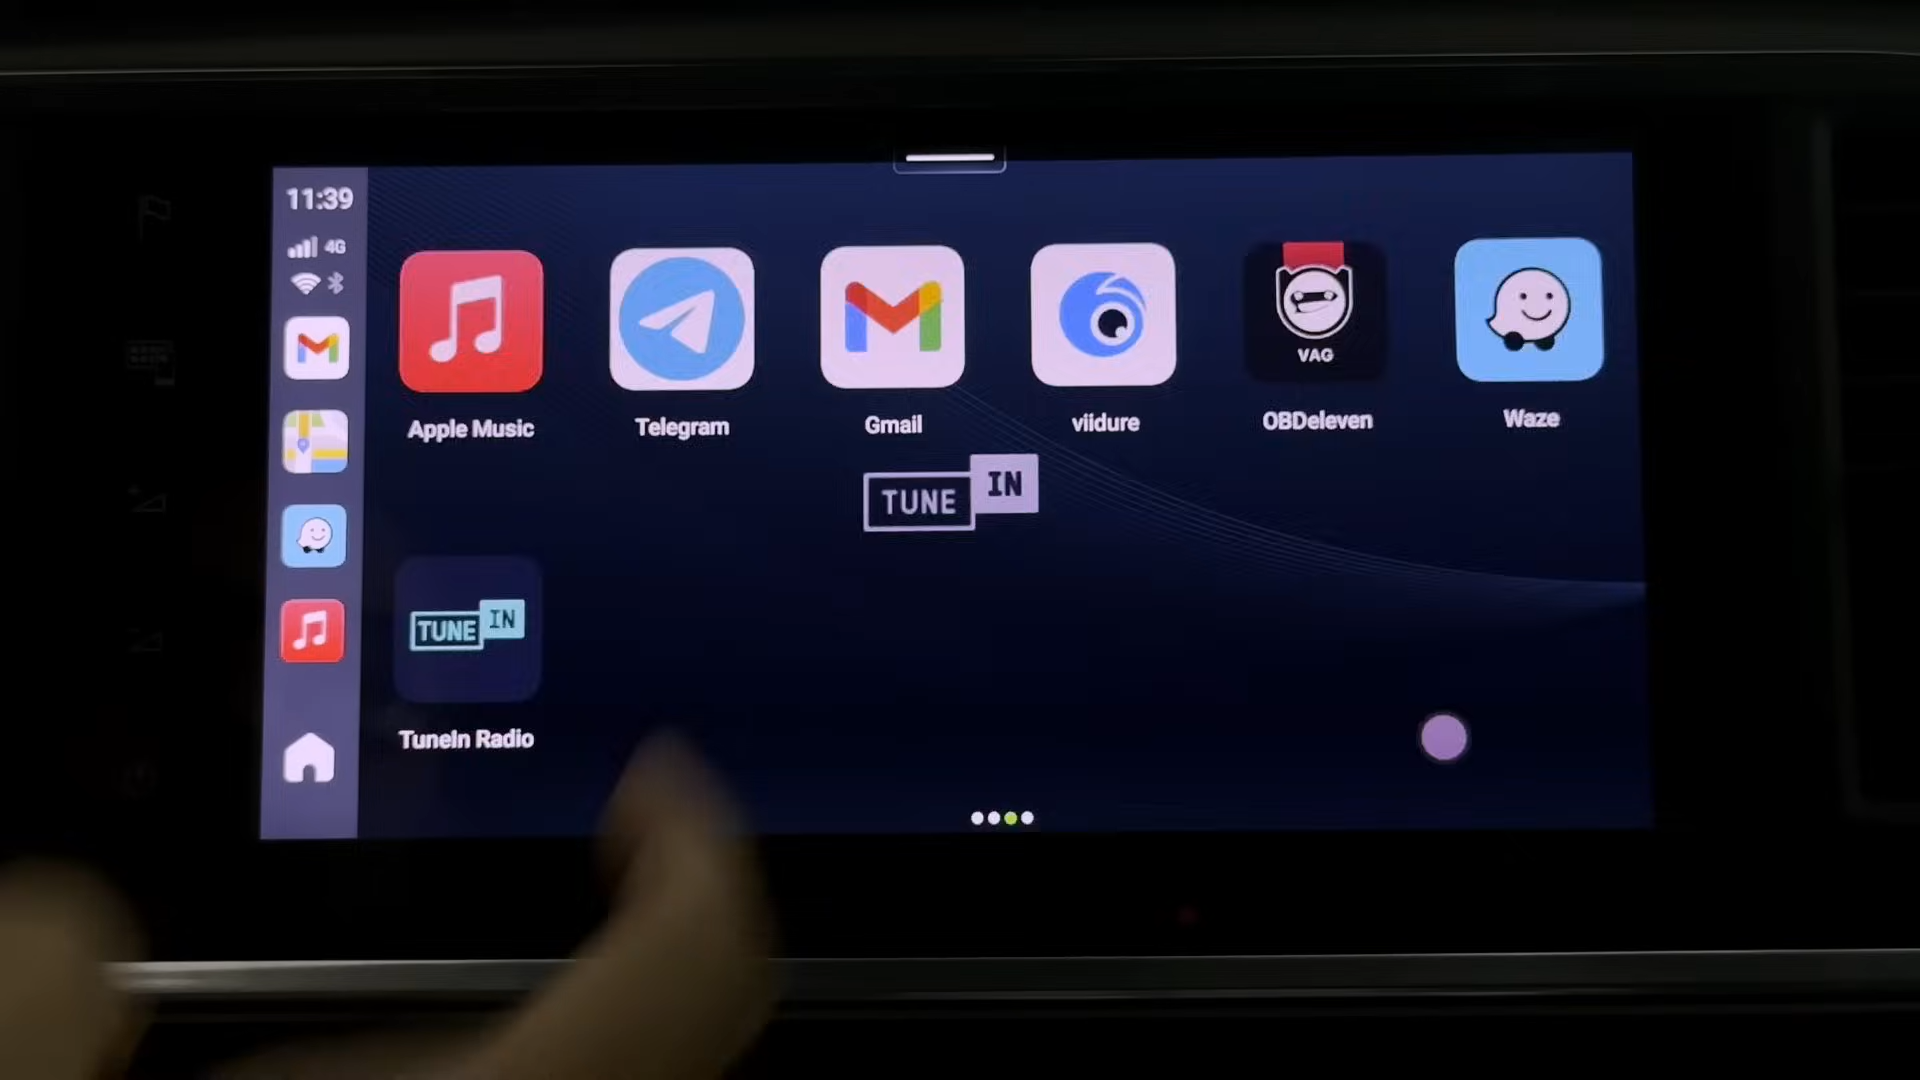 11:39
4G
Apple Music
Telegram
Gmail
viidure
VAG
OBDeleven
Waze
TUNE IN
TUNE IN
TuneIn Radio